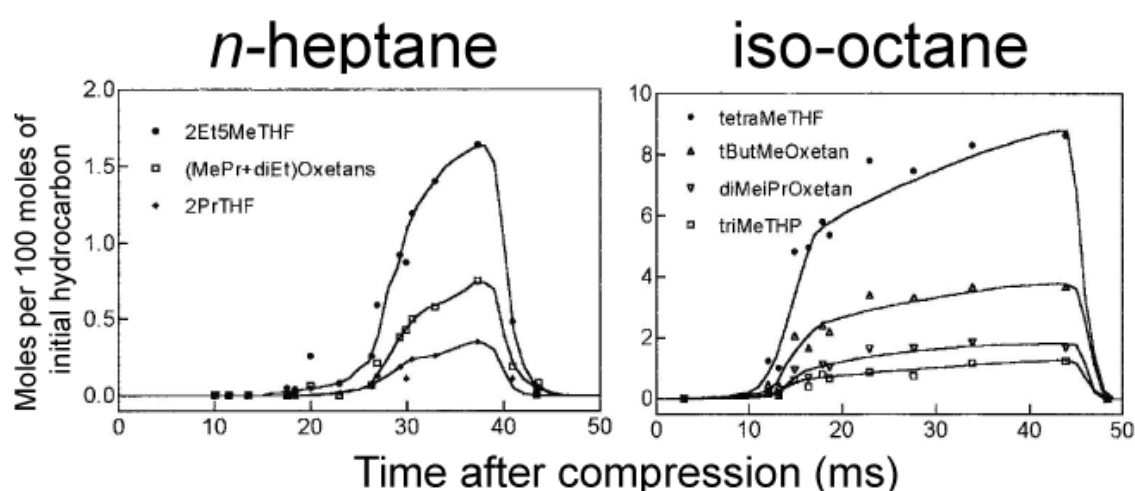 n-heptane
iso-octane
Moles per 100 moles of
initial hydrocarbon
2.0
1.5
1.0
0.5
0.0
2Et5MeTHF
(MePr+diEt)Oxetans
2PrTHF
0 10 20 30 40 50
10
8
6
4
2
0
tetraMeTHF
tButMeOxetan
diMeiPrOxetan
triMeTHP
0 10 20 30 40 50
Time after compression (ms)